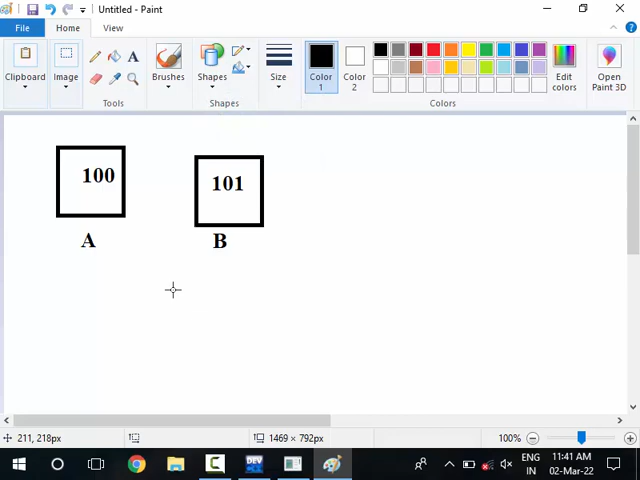 Untitled - Paint
File
Home
View
Clipboard
Image
Tools
Brushes
Shapes
Shapes
Size
Color 1
Color 2
Colors
Edit colors
Open Paint 3D
100
101
A
B
211, 218px
1469 × 792px
100%
ENG
IN
11:41 AM
02-Mar-22